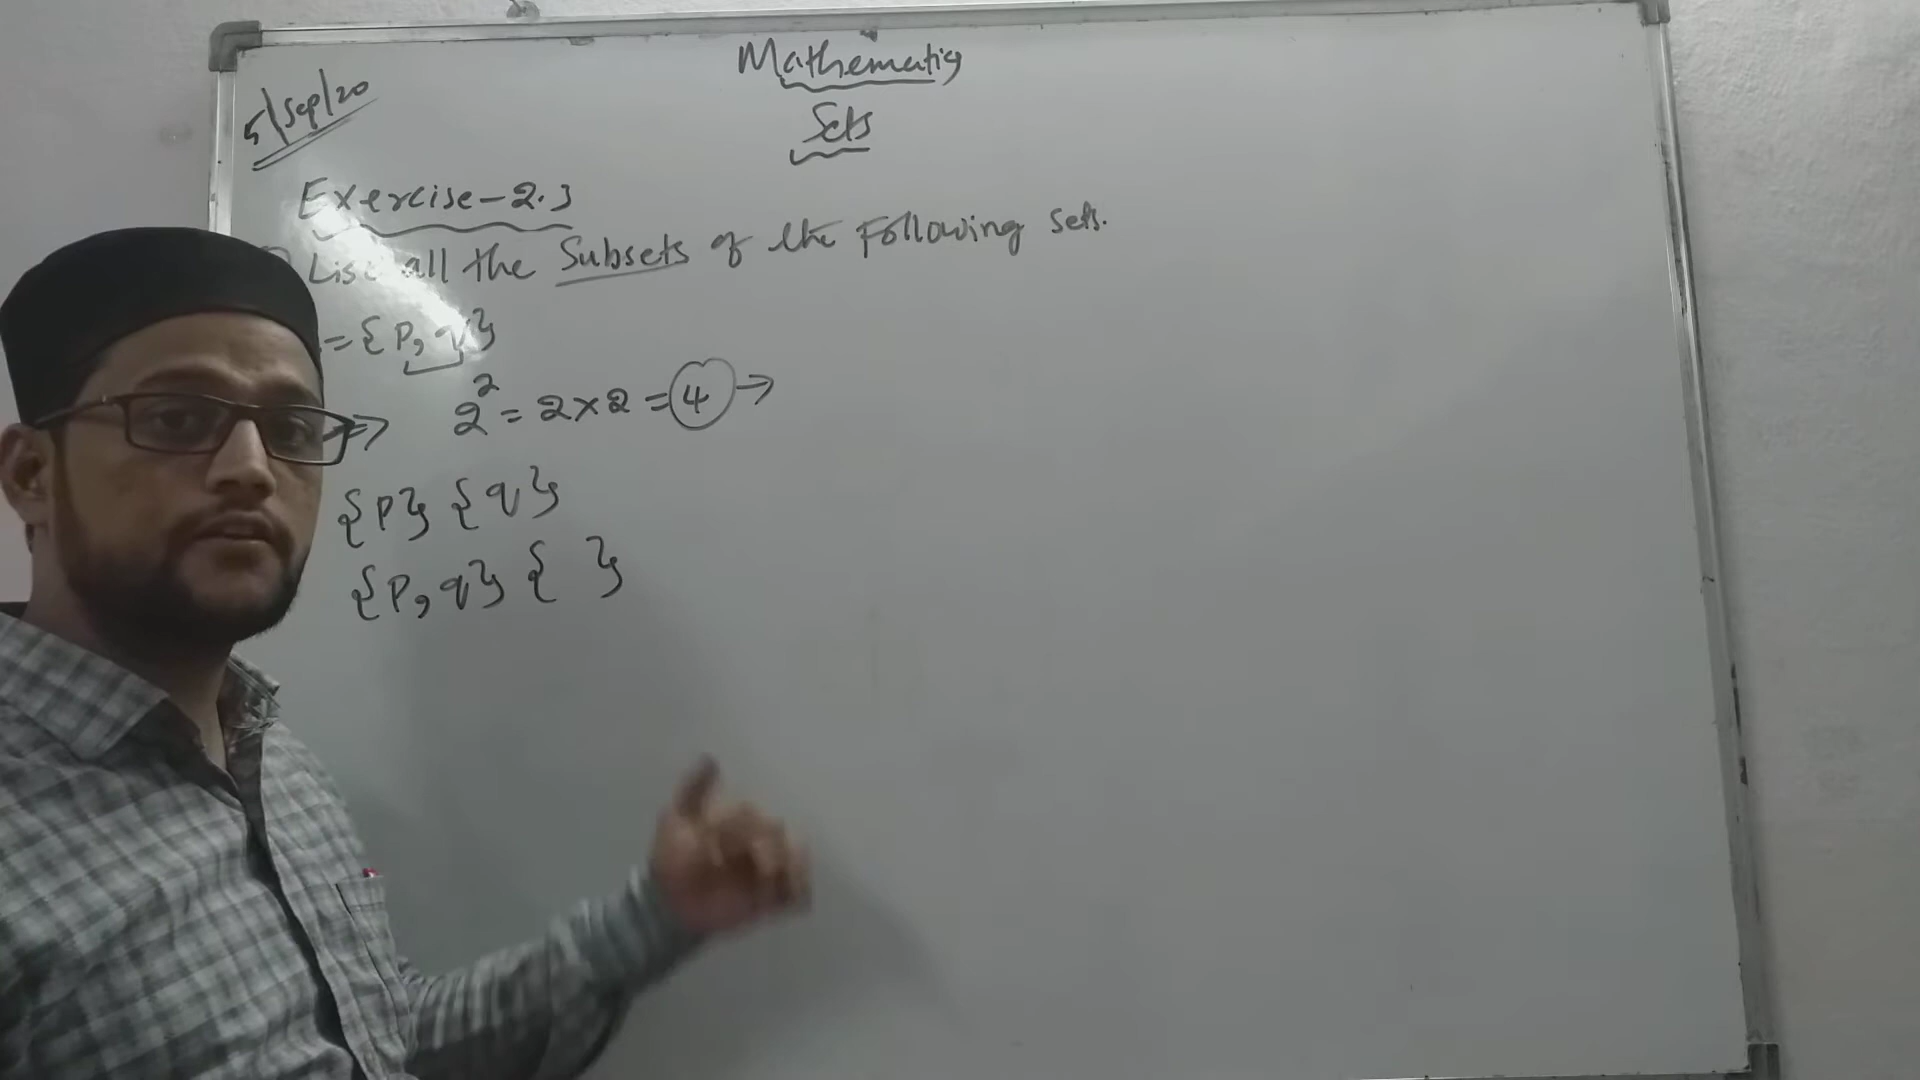 Mathematics
5/Sep/20
Sets
Exercise-2.3
List all the Subsets of the Following sets.
= {P, q}
⇒ 2² = 2×2 = 4 →
{P} {q}
{P, q} { }